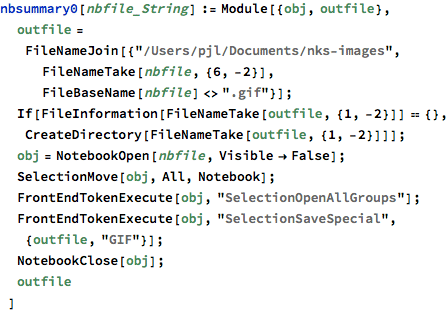 nbsummary0[nbfile_String] := Module[{obj, outfile},
outfile =
FileNameJoin[{"/Users/pjl/Documents/nks-images",
FileNameTake[nbfile, {6, -2}],
FileBaseName[nbfile] <> ".gif"}];
If[FileInformation[FileNameTake[outfile, {1, -2}]] == {},
CreateDirectory[FileNameTake[outfile, {1, -2}]]];
obj = NotebookOpen[nbfile, Visible → False];
SelectionMove[obj, All, Notebook];
FrontEndTokenExecute[obj, "SelectionOpenAllGroups"];
FrontEndTokenExecute[obj, "SelectionSaveSpecial",
{outfile, "GIF"}];
NotebookClose[obj];
outfile
]